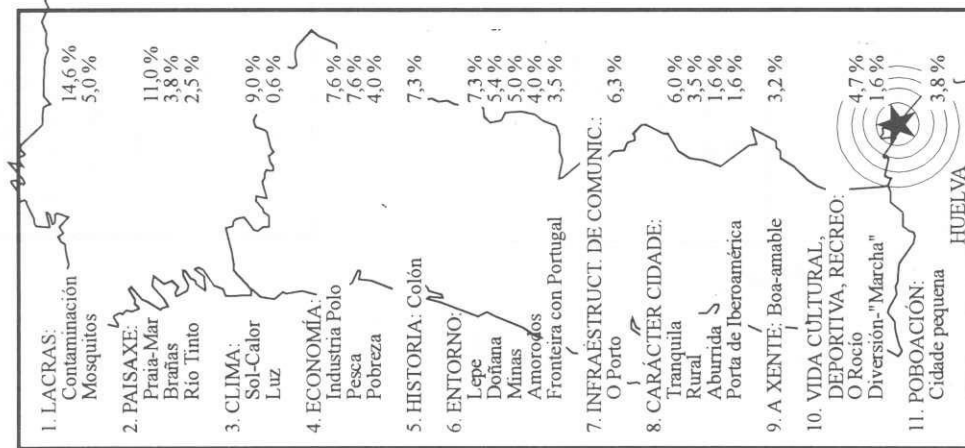 1. LACRAS:
Contaminación 14,6 %
Mosquitos 5,0 %
2. PAISAXE:
Praia-Mar 11,0 %
Brañas 3,8 %
Río Tinto 2,5 %
3. CLIMA:
Sol-Calor 9,0 %
Luz 0,6 %
4. ECONOMÍA:
Industria Polo 7,6 %
Pesca 7,6 %
Pobreza 4,0 %
5. HISTORIA: Colón 7,3 %
6. ENTORNO:
Lepe 7,3 %
Doñana 5,4 %
Minas 5,0 %
Amorodos 4,0 %
Fronteira con Portugal 3,5 %
7. INFRAESTRUCT. DE COMUNIC.:
O Porto 6,3 %
8. CARÁCTER CIDADE:
Tranquila 6,0 %
Rural 3,5 %
Aburrida 1,6 %
Porta de Iberoamérica 1,6 %
9. A XENTE: Boa-amable 3,2 %
10. VIDA CULTURAL,
DEPORTIVA, RECREO:
O Rocío 4,7 %
Diversión-"Marcha" 1,6 %
11. POBOACIÓN:
Cidade pequena 3,8 %
HUELVA